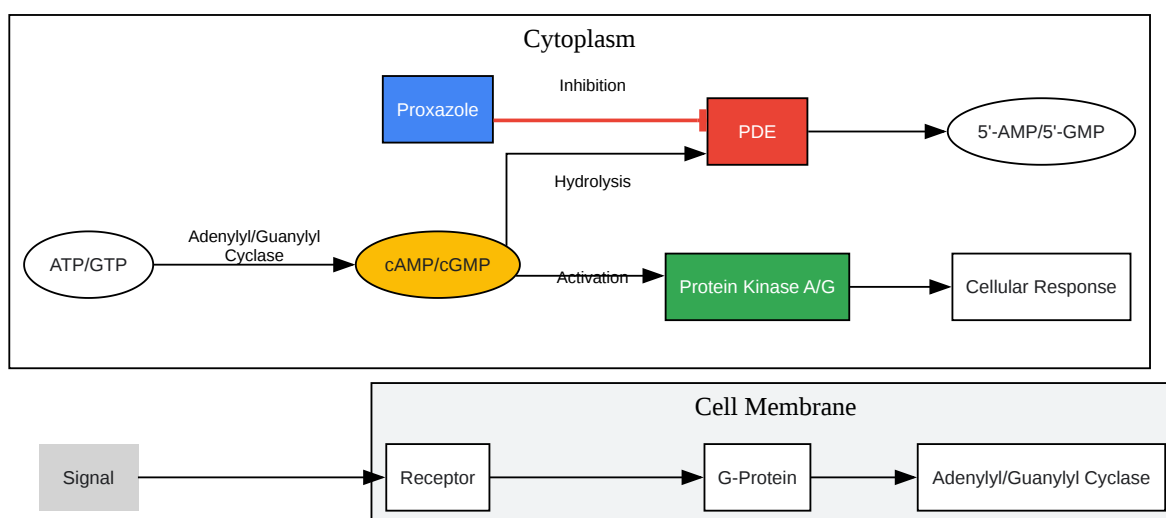 Cytoplasm
Inhibition
Proxazole
PDE
5'-AMP/5'-GMP
Hydrolysis
Adenylyl/Guanylyl
Cyclase
ATP/GTP
cAMP/cGMP
Activation
Protein Kinase A/G
Cellular Response
Cell Membrane
Signal
Receptor
G-Protein
Adenylyl/Guanylyl Cyclase